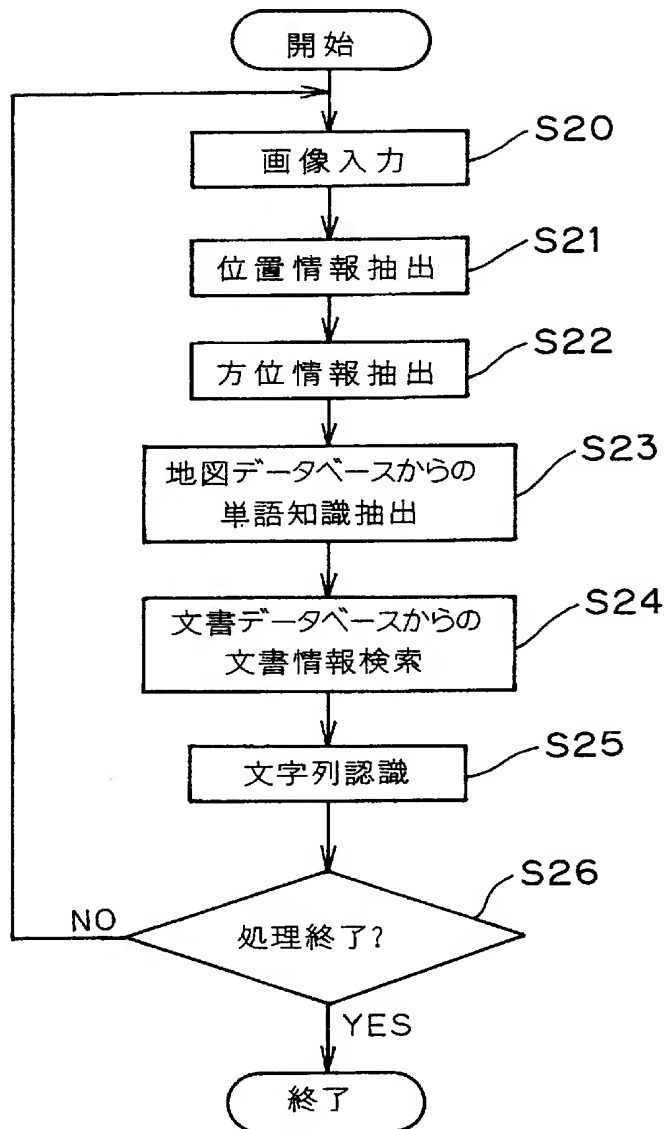 開始
S20
画像入力
S21
位置情報抽出
S22
方位情報抽出
S23
地図データベースからの
単語知識抽出
S24
文書データベースからの
文書情報検索
S25
文字列認識
S26
NO
処理終了?
YES
終了